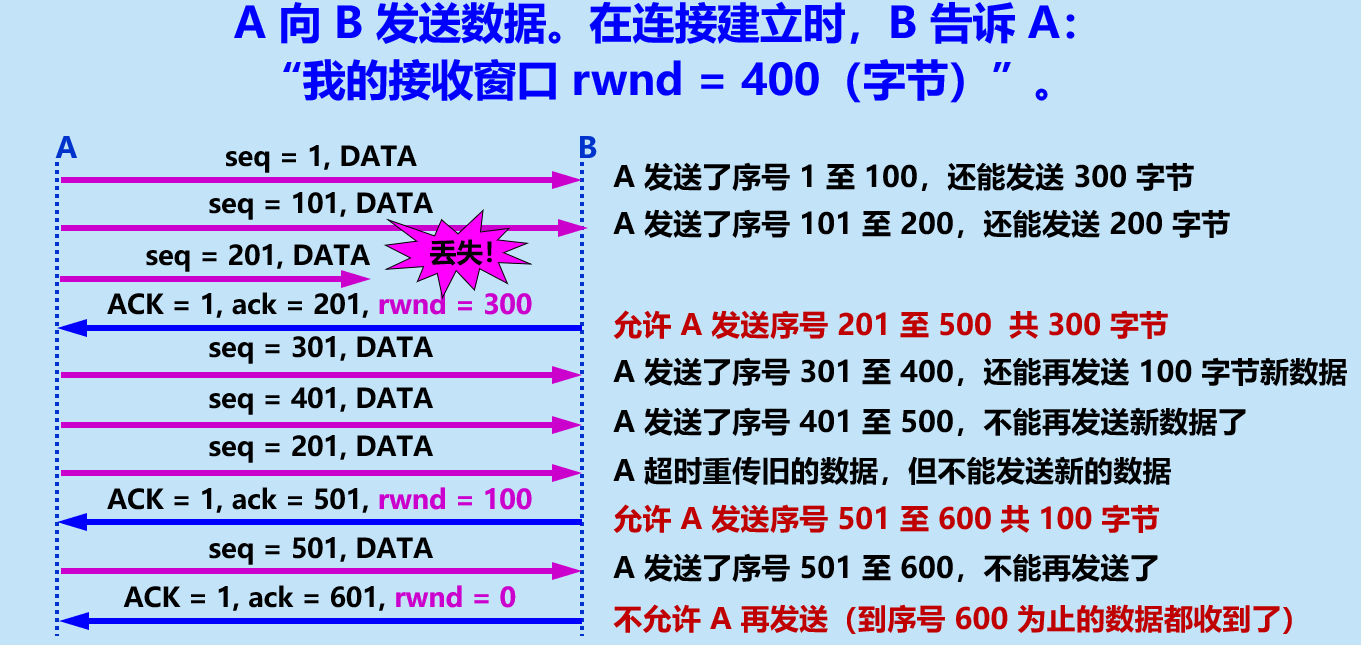 A 向 B 发送数据。在连接建立时，B 告诉 A：
“我的接收窗口 rwnd = 400（字节）” 。
A
B
seq = 1, DATA
A 发送了序号 1 至 100，还能发送 300 字节
seq = 101, DATA
A 发送了序号 101 至 200，还能发送 200 字节
seq = 201, DATA
丢失!
ACK = 1, ack = 201, rwnd = 300
允许 A 发送序号 201 至 500 共 300 字节
seq = 301, DATA
A 发送了序号 301 至 400，还能再发送 100 字节新数据
seq = 401, DATA
A 发送了序号 401 至 500，不能再发送新数据了
seq = 201, DATA
A 超时重传旧的数据，但不能发送新的数据
ACK = 1, ack = 501, rwnd = 100
允许 A 发送序号 501 至 600 共 100 字节
seq = 501, DATA
A 发送了序号 501 至 600，不能再发送了
ACK = 1, ack = 601, rwnd = 0
不允许 A 再发送（到序号 600 为止的数据都收到了）